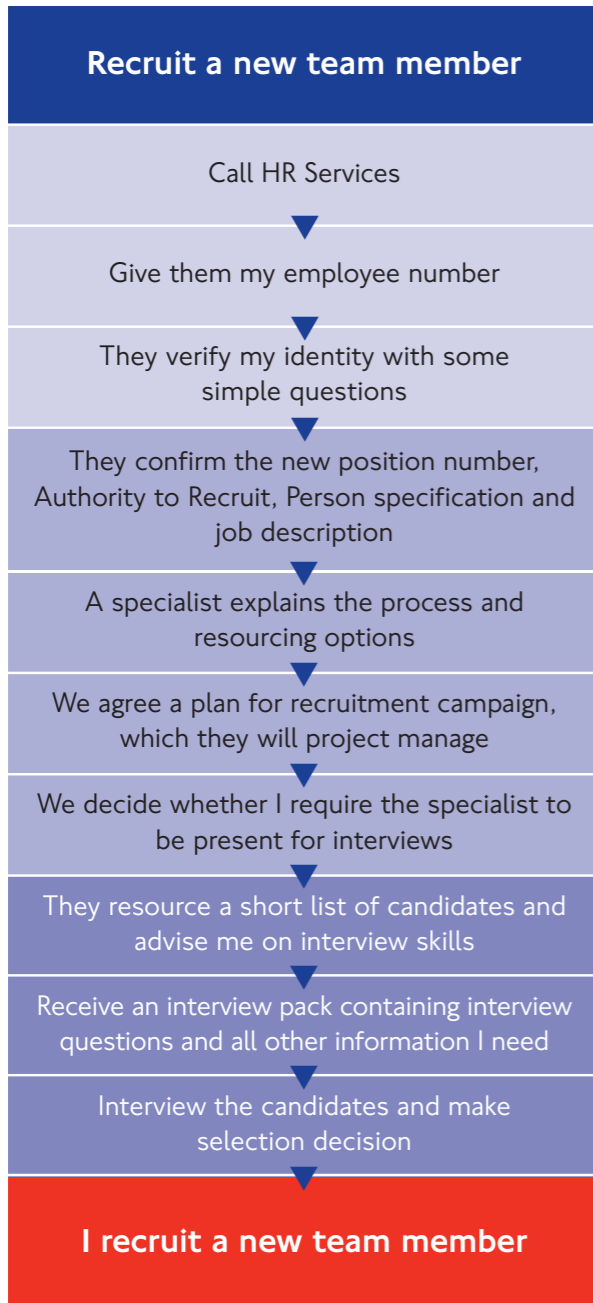 Recruit a new team member
Call HR Services
Give them my employee number
They verify my identity with some
simple questions
They confirm the new position number,
Authority to Recruit, Person specification and
job description
A specialist explains the process and
resourcing options
We agree a plan for recruitment campaign,
which they will project manage
We decide whether I require the specialist to
be present for interviews
They resource a short list of candidates and
advise me on interview skills
Receive an interview pack containing interview
questions and all other information I need
Interview the candidates and make
selection decision
I recruit a new team member